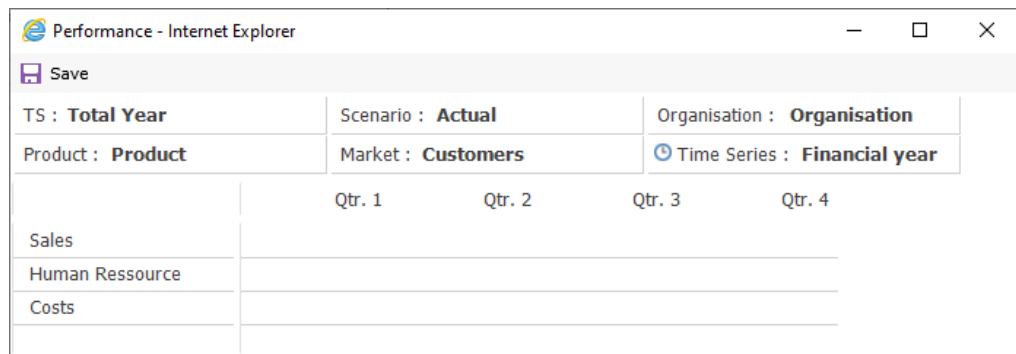 Performance - Internet Explorer
Save
TS : Total Year Scenario : Actual Organisation : Organisation
Product : Product Market : Customers Time Series : Financial year
Qtr. 1 Qtr. 2 Qtr. 3 Qtr. 4
Sales
Human Ressource
Costs